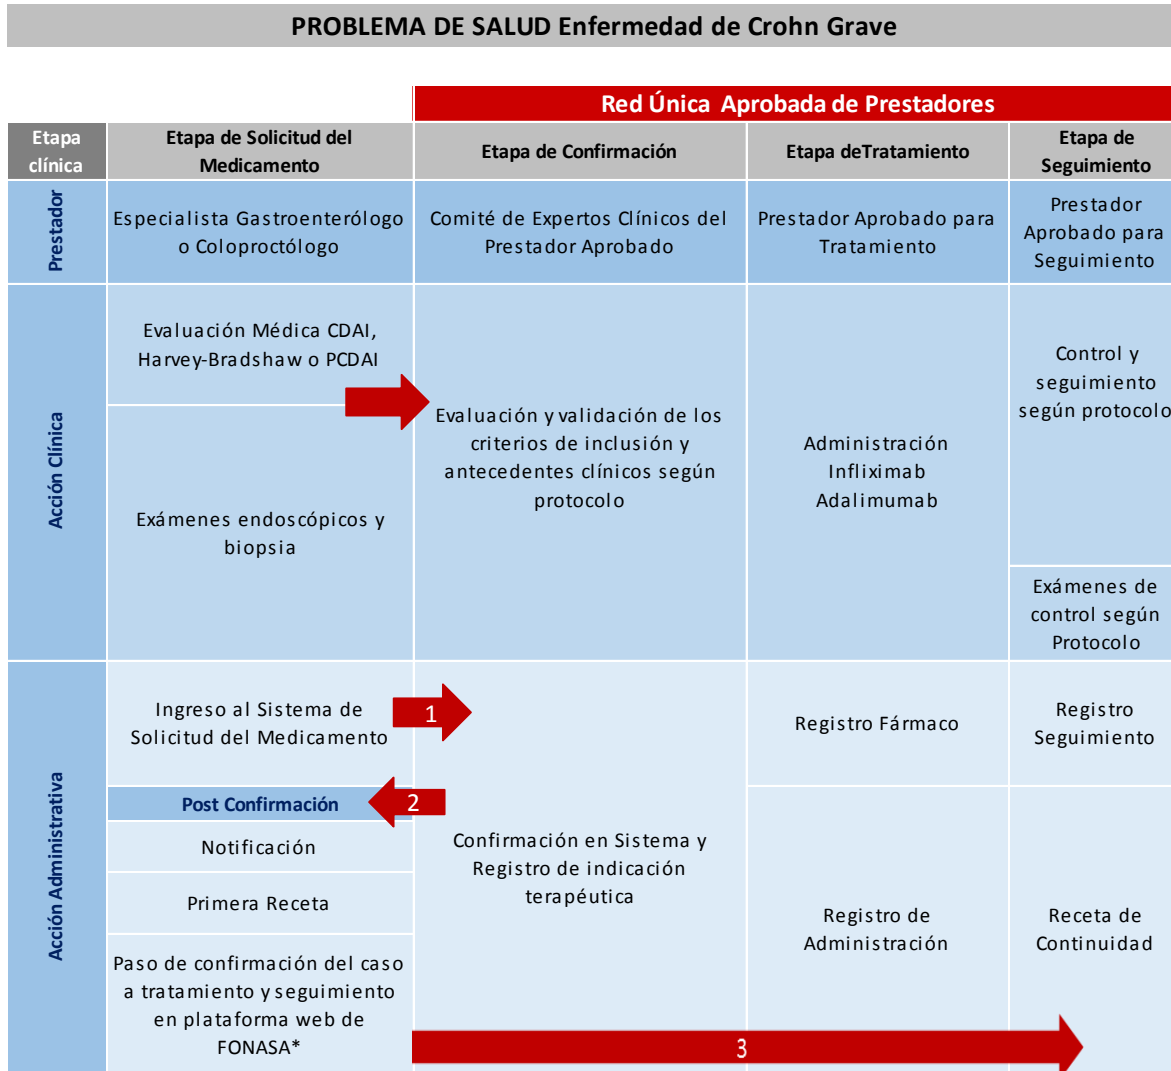 PROBLEMA DE SALUD Enfermedad de Crohn Grave
Red Única Aprobada de Prestadores
Etapa
clínica
Etapa de Solicitud del
Medicamento
Etapa de Confirmación
Etapa deTratamiento
Etapa de
Seguimiento
Prestador
Especialista Gastroenterólogo
o Coloproctólogo
Comité de Expertos Clínicos del
Prestador Aprobado
Prestador Aprobado para
Tratamiento
Prestador
Aprobado para
Seguimiento
Acción Clínica
Evaluación Médica CDAI,
Harvey-Bradshaw o PCDAI
Exámenes endoscópicos y
biopsia
Evaluación y validación de los
criterios de inclusión y
antecedentes clínicos según
protocolo
Administración
Infliximab
Adalimumab
Control y
seguimiento
según protocolo
Exámenes de
control según
Protocolo
Acción Administrativa
Ingreso al Sistema de
Solicitud del Medicamento
1
Post Confirmación
2
Notificación
Primera Receta
Paso de confirmación del caso
a tratamiento y seguimiento
en plataforma web de
FONASA*
Confirmación en Sistema y
Registro de indicación
terapéutica
Registro Fármaco
Registro de
Administración
Registro
Seguimiento
Receta de
Continuidad
3